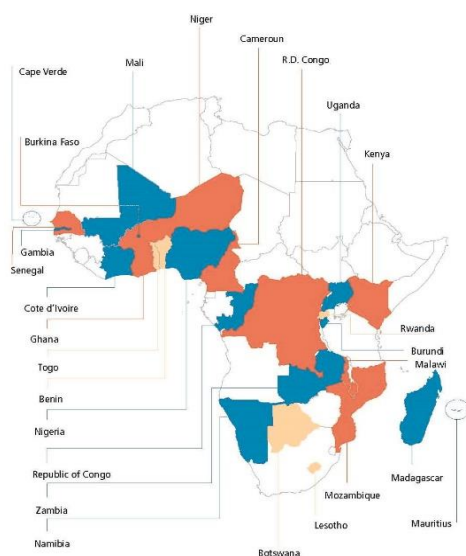 Niger
Cameroun
R.D. Congo
Cape Verde
Mali
Uganda
Burkina Faso
Kenya
Gambia
Senegal
Cote d'Ivoire
Ghana
Togo
Benin
Nigeria
Republic of Congo
Zambia
Namibia
Rwanda
Burundi
Malawi
Madagascar
Mozambique
Mauritius
Lesotho
Botswana